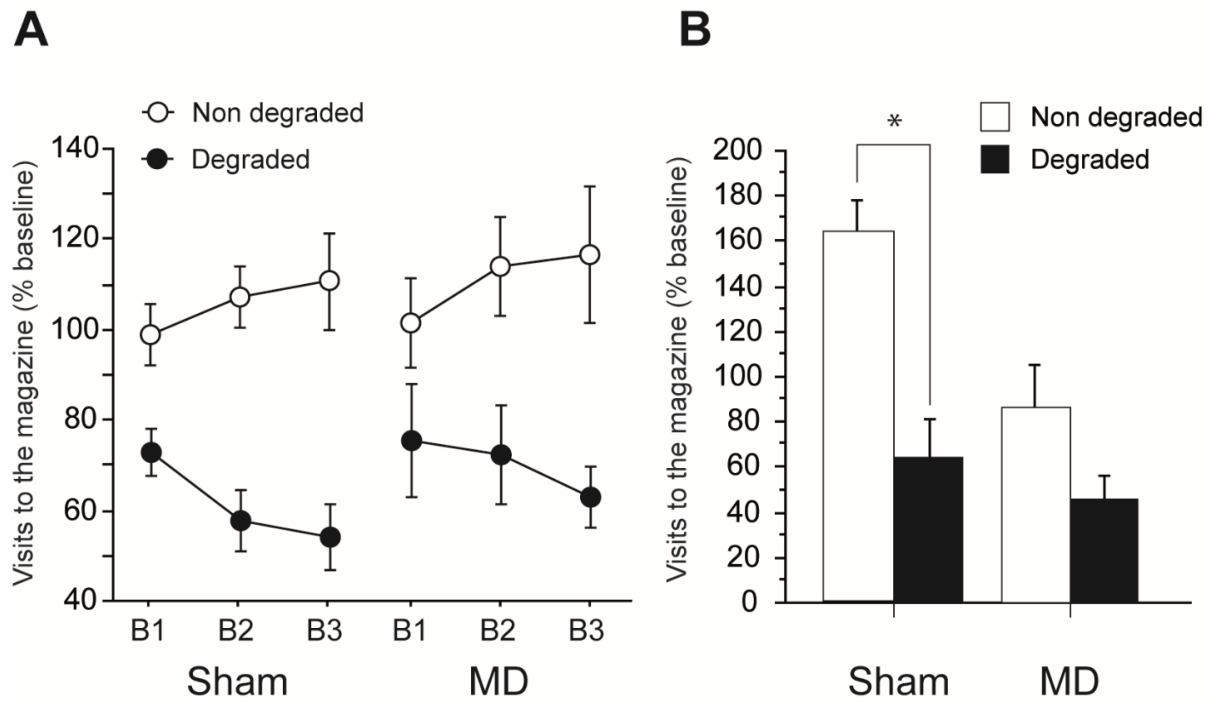 A
Non degraded
Degraded
Visits to the magazine (% baseline)
140
120
100
80
60
40
B1 B2 B3 B1 B2 B3
Sham MD
B
Non degraded
Degraded
*
Visits to the magazine (% baseline)
200
180
160
140
120
100
80
60
40
20
0
Sham MD